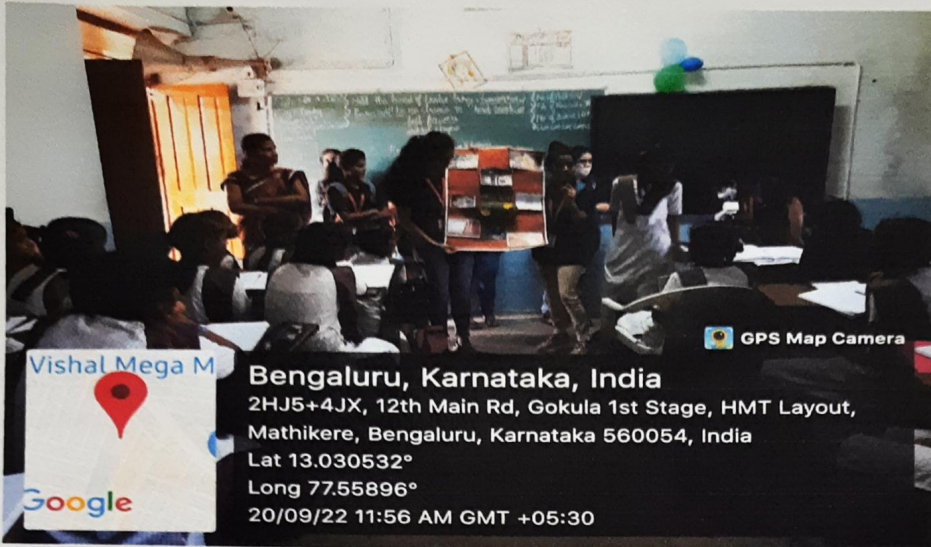 GPS Map Camera
Vishal Mega M
Google
Bengaluru, Karnataka, India
2HJ5+4JX, 12th Main Rd, Gokula 1st Stage, HMT Layout,
Mathikere, Bengaluru, Karnataka 560054, India
Lat 13.030532°
Long 77.55896°
20/09/22 11:56 AM GMT +05:30